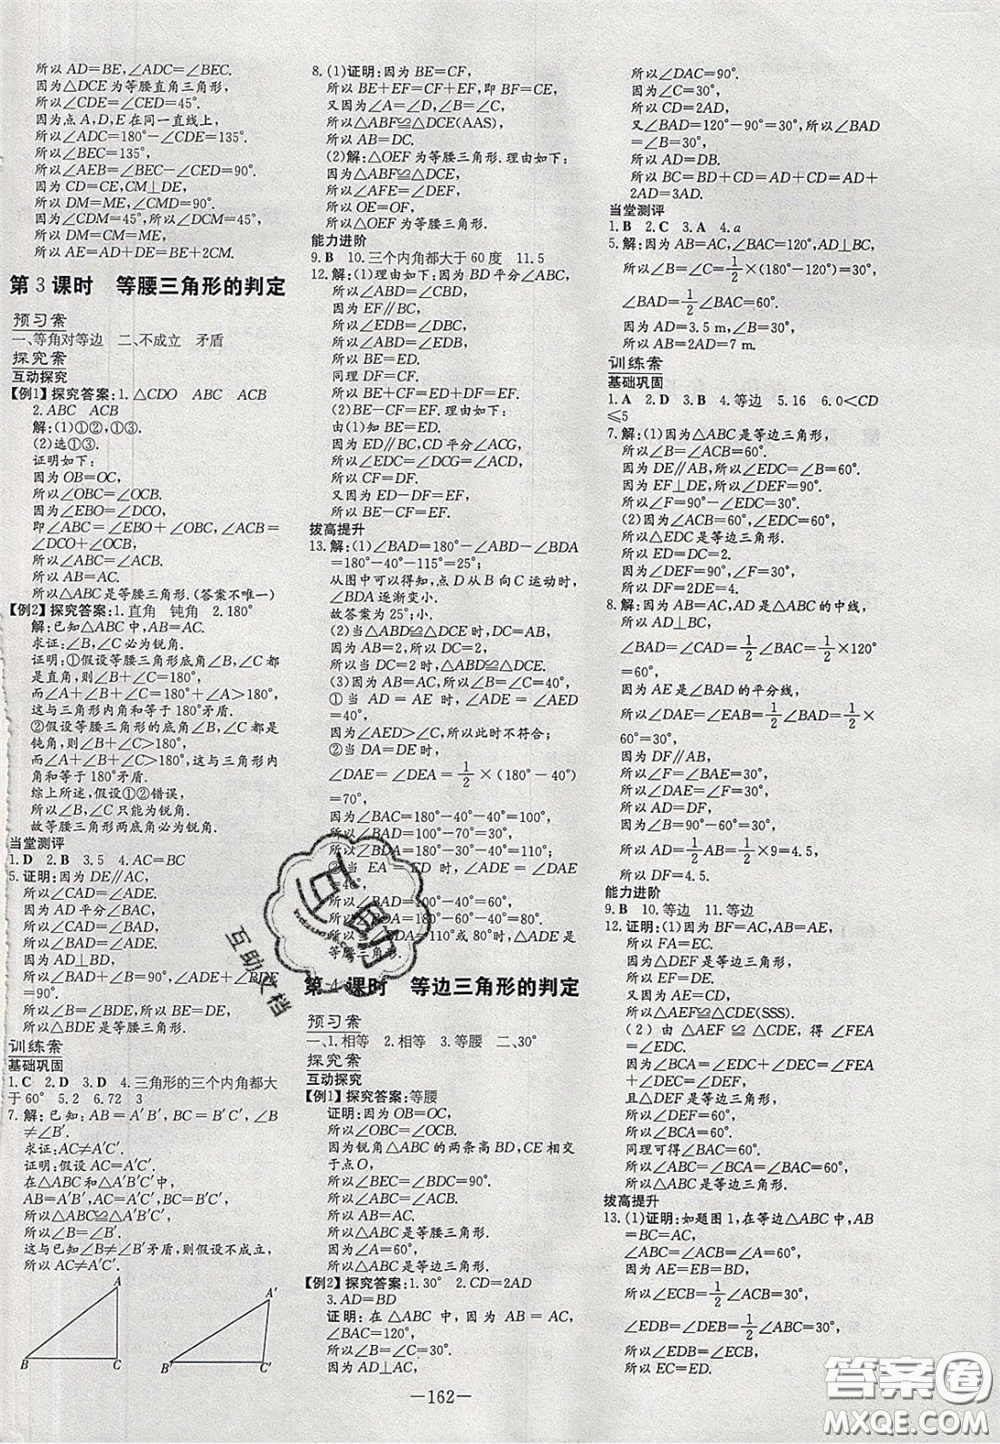 所以AD=BE,∠ADC=∠BEC.
因为△DCE为等腰直角三角形,
所以∠CDE=∠CED=45°.
因为点A,D,E在同一直线上,
所以∠ADC=180°-∠CDE=135°.
所以∠BEC=135°,
所以∠AEB=∠BEC-∠CED=90°.
因为CD=CE,CM⊥DE,
所以DM=ME,∠CMD=90°.
因为∠CDM=45°,所以CM=DM.
所以CM=DM=ME,所以DE=2CM.
所以AE=AD+DE=BE+2CM.
第3课时 等腰三角形的判定
预习案
一、等角对等边 二、不成立 矛盾
探究案
互动探究
【例1】探究答案:1.△CDO ABC ACB
2.ABC ACB
解:(1)①②,①③.
(2)选①③.
证明如下:
因为OB=OC,
所以∠OBC=∠OCB.
因为∠EBO=∠DCO,
即∠ABC=∠EBO+∠OBC,∠ACB=
∠DCO+∠OCB,
所以∠ABC=∠ACB.
所以AB=AC.
所以△ABC是等腰三角形.(答案不唯一)
【例2】探究答案:1.直角 钝角 2.180°
解:已知△ABC中,AB=AC.
求证:∠B,∠C必为锐角.
证明:①假设等腰三角形底角∠B,∠C都
是直角,则∠B+∠C=180°,
而∠A+∠B+∠C=180°+∠A>180°,
这与三角形内角和等于180°矛盾.
②假设等腰三角形的底角∠B,∠C都是
钝角,则∠B+∠C>180°,
而∠A+∠B+∠C>180°,这与三角形内
角和等于180°矛盾.
综上所述,假设①②错误,
所以∠B,∠C只能为锐角.
故等腰三角形两底角必为锐角.
当堂测评
1.D 2.B 3.5 4.AC=BC
5.证明:因为DE∥AC,
所以∠CAD=∠ADE.
因为AD平分∠BAC,
所以∠CAD=∠EAD.
所以∠EAD=∠ADE.
因为AD⊥BD,
所以∠EAD+∠B=90°,∠ADE+∠BDE
=90°.
所以∠B=∠BDE,所以BE=DE,
所以△BDE是等腰三角形.
训练案
基础巩固
1.C 2.D 3.D 4.三角形的三个内角都大
于60° 5.2 6.72 3
7.解:已知:AB=A'B',BC=B'C',∠B
≠∠B'.
求证:AC≠A'C'.
证明:假设AC=A'C'.
在△ABC和△A'B'C'中,
AB=A'B',BC=B'C',AC=A'C',
所以△ABC≌△A'B'C'.
所以∠B=∠B'.
这与已知∠B≠∠B'矛盾,则假设不成立,
所以AC≠A'C'.
A
B C
A'
B' C'
8.(1)证明:因为BE=CF,
所以BE+EF=CF+EF,即BF=CE,
又因为∠A=∠D,∠B=∠C,
所以△ABF≌△DCE(AAS),
所以AB=DC.
(2)解:△OEF为等腰三角形.理由如下:
因为△ABF≌△DCE,
所以∠AFB=∠DEC,
所以OE=OF,
所以△OEF为等腰三角形.
能力进阶
9.B 10.三个内角都大于60度 11.5
12.解:(1)理由如下:因为BD平分∠ABC,
所以∠ABD=∠DBC.
因为EF∥BC,
所以∠EDB=∠DBC.
所以∠ABD=∠EDB.
所以BE=ED.
同理DF=CF.
所以BE+CF=ED+DF=EF.
(2)BE-CF=EF,理由如下:
由(1)知BE=ED.
因为EF∥BC,CD平分∠ACG,
所以∠EDC=∠DCG=∠ACD.
所以CF=DF.
又因为ED-DF=EF,
所以BE-CF=EF.
拔高提升
13.解:(1)∠BAD=180°-∠ABD-∠BDA
=180°-40°-115°=25°;
从图中可以得知,点D从B向C运动时,
∠BDA逐渐变小.
故答案为25°;小.
(2)当△ABD≌△DCE时,DC=AB,
因为AB=2,所以DC=2,
所以当DC=2时,△ABD≌△DCE.
(3)因为AB=AC,所以∠B=∠C=40°,
①当AD=AE时,∠ADE=∠AED=
40°,
因为∠AED>∠C,所以此时不符合;
②当DA=DE时,
∠DAE=∠DEA=1/2×(180°-40°)
=70°,
因为∠BAC=180°-40°-40°=100°,
所以∠BAD=100°-70°=30°;
所以∠BDA=180°-30°-40°=110°;
③当EA=ED时,∠ADE=∠DAE
=40°,
所以∠BAD=100°-40°=60°,
所以∠BDA=180°-60°-40°=80°;
所以当∠BDA=110°或80°时,△ADE是
等腰三角形.
第4课时 等边三角形的判定
预习案
一、1.相等 2.相等 3.等腰 二、30°
探究案
互动探究
【例1】探究答案:等腰
证明:因为OB=OC,
所以∠OBC=∠OCB.
因为锐角△ABC的两条高BD,CE相交
于点O,
所以∠BEC=∠BDC=90°.
所以∠ABC=∠ACB.
所以AB=AC.
所以△ABC是等腰三角形.
因为∠A=60°,
所以△ABC是等边三角形.
【例2】探究答案:1.30° 2.CD=2AD
3.AD=BD
证明:在△ABC中,因为AB=AC,
∠BAC=120°,
所以∠B=∠C=30°.
因为AD⊥AC,
所以∠DAC=90°.
因为∠C=30°,
所以CD=2AD,
又∠BAD=120°-90°=30°,
所以∠BAD=∠B=30°,
所以AD=DB.
所以BC=CD+BD=CD+AD=
2AD+AD=3AD.
当堂测评
1.B 2.C 3.A 4.a
5.解:因为AB=AC,∠BAC=120°,AD⊥BC,
所以∠B=∠C=1/2×(180°-120°)=30°,
∠BAD=1/2∠BAC=60°,
因为AD=3.5 m,∠B=30°,
所以AB=2AD=7 m.
训练案
基础巩固
1.A 2.D 3.B 4.等边 5.16 6.0<CD
≤5
7.解:(1)因为△ABC是等边三角形,
所以∠B=60°.
因为DE∥AB,所以∠EDC=∠B=60°.
因为EF⊥DE,所以∠DEF=90°.
所以∠F=90°-∠EDC=30°.
(2)因为∠ACB=60°,∠EDC=60°,
所以△EDC是等边三角形.
所以ED=DC=2.
因为∠DEF=90°,∠F=30°,
所以DF=2DE=4.
8.解:因为AB=AC,AD是△ABC的中线,
所以AD⊥BC,
∠BAD=∠CAD=1/2∠BAC=1/2×120°
=60°.
因为AE是∠BAD的平分线,
所以∠DAE=∠EAB=1/2∠BAD=1/2×
60°=30°.
因为DF∥AB,
所以∠F=∠BAE=30°,
所以∠DAE=∠F=30°,
所以AD=DF.
因为∠B=90°-60°=30°,
所以AD=1/2AB=1/2×9=4.5,
所以DF=4.5.
能力进阶
9.B 10.等边 11.等边
12.证明:(1)因为BF=AC,AB=AE,
所以FA=EC.
因为△DEF是等边三角形,
所以EF=DE.
又AE=CD,
所以△AEF≌△CDE(SSS).
(2)由△AEF≌△CDE,得∠FEA
=∠EDC,
因为∠BCA=∠EDC+∠DEC=
∠FEA+∠DEC=∠DEF,
且△DEF是等边三角形,
所以∠DEF=60°,
所以∠BCA=60°.
同理可得∠BAC=60°,
所以∠ABC=∠BCA=∠BAC=60°,
所以△ABC是等边三角形.
拔高提升
13.(1)证明:如题图1,在等边△ABC中,AB=
BC=AC,
∠ABC=∠ACB=∠A=60°,
因为AE=EB=BD,
所以∠ECB=1/2∠ACB=30°,
∠EDB=∠DEB=1/2∠ABC=30°,
所以∠EDB=∠ECB,
所以EC=ED.
—162—
互助
互助文档
答案圈
MXQE.COM